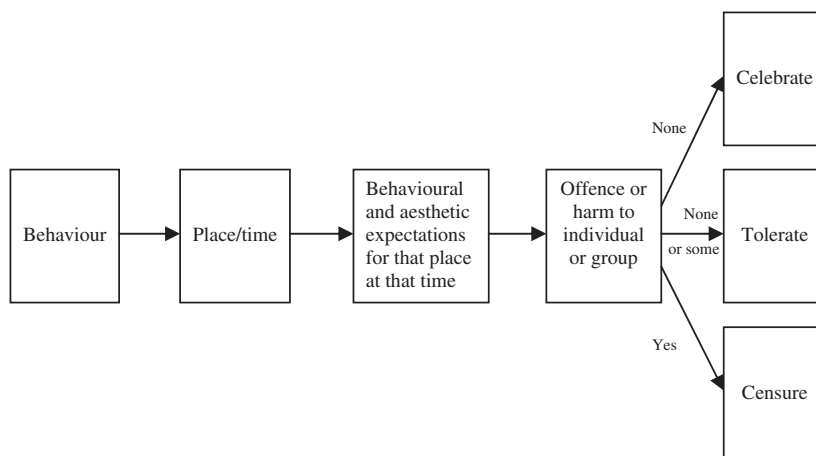 Behaviour
Place/time
Behavioural
and aesthetic
expectations
for that place
at that time
Offence or
harm to
individual
or group
None
Celebrate
None
or some
Tolerate
Yes
Censure